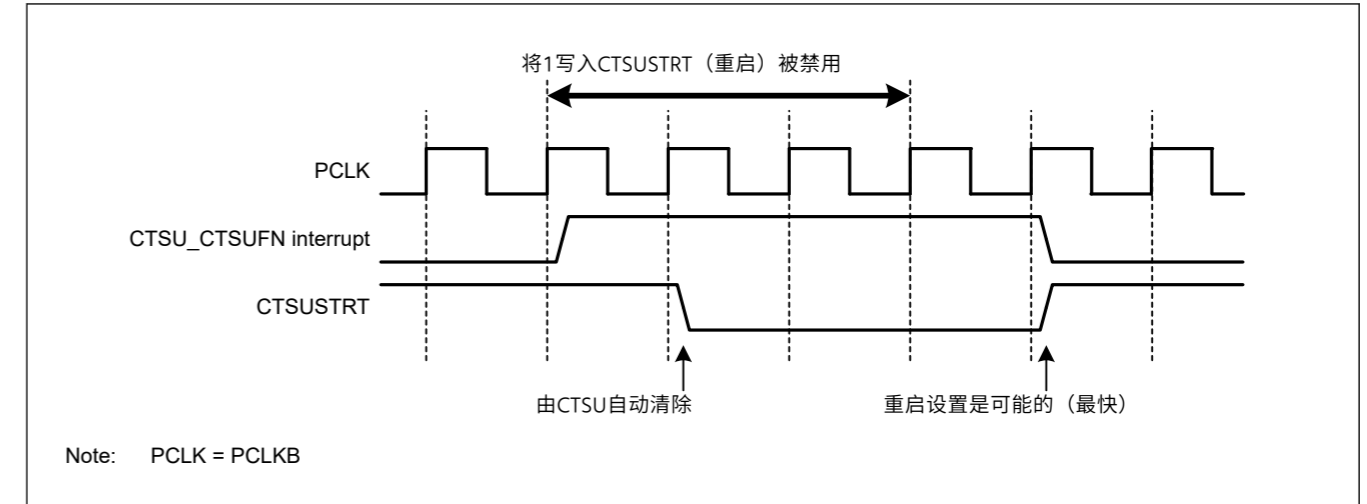 将1写入CTSUSTRT（重启）被禁用
PCLK
CTSU_CTSUFN interrupt
CTSUSTRT
由CTSU自动清除
重启设置是可能的（最快）
Note: PCLK = PCLKB